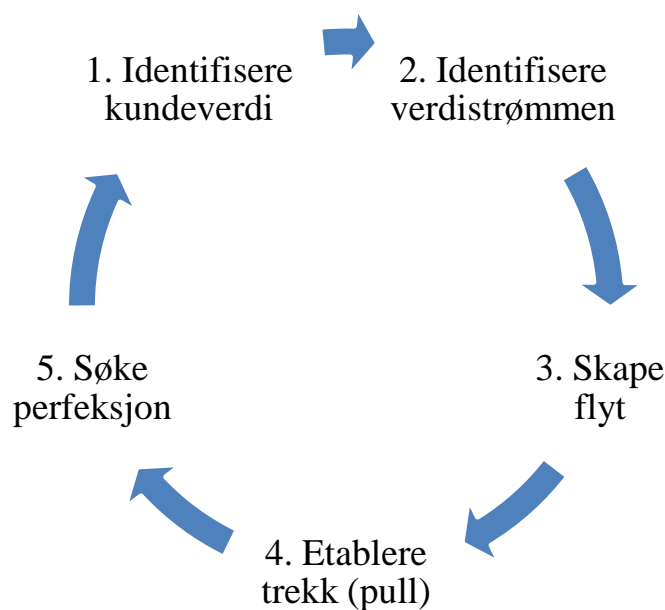 1. Identifisere
kundeverdi
2. Identifisere
verdistrømmen
3. Skape
flyt
4. Etablere
trekk (pull)
5. Søke
perfeksjon